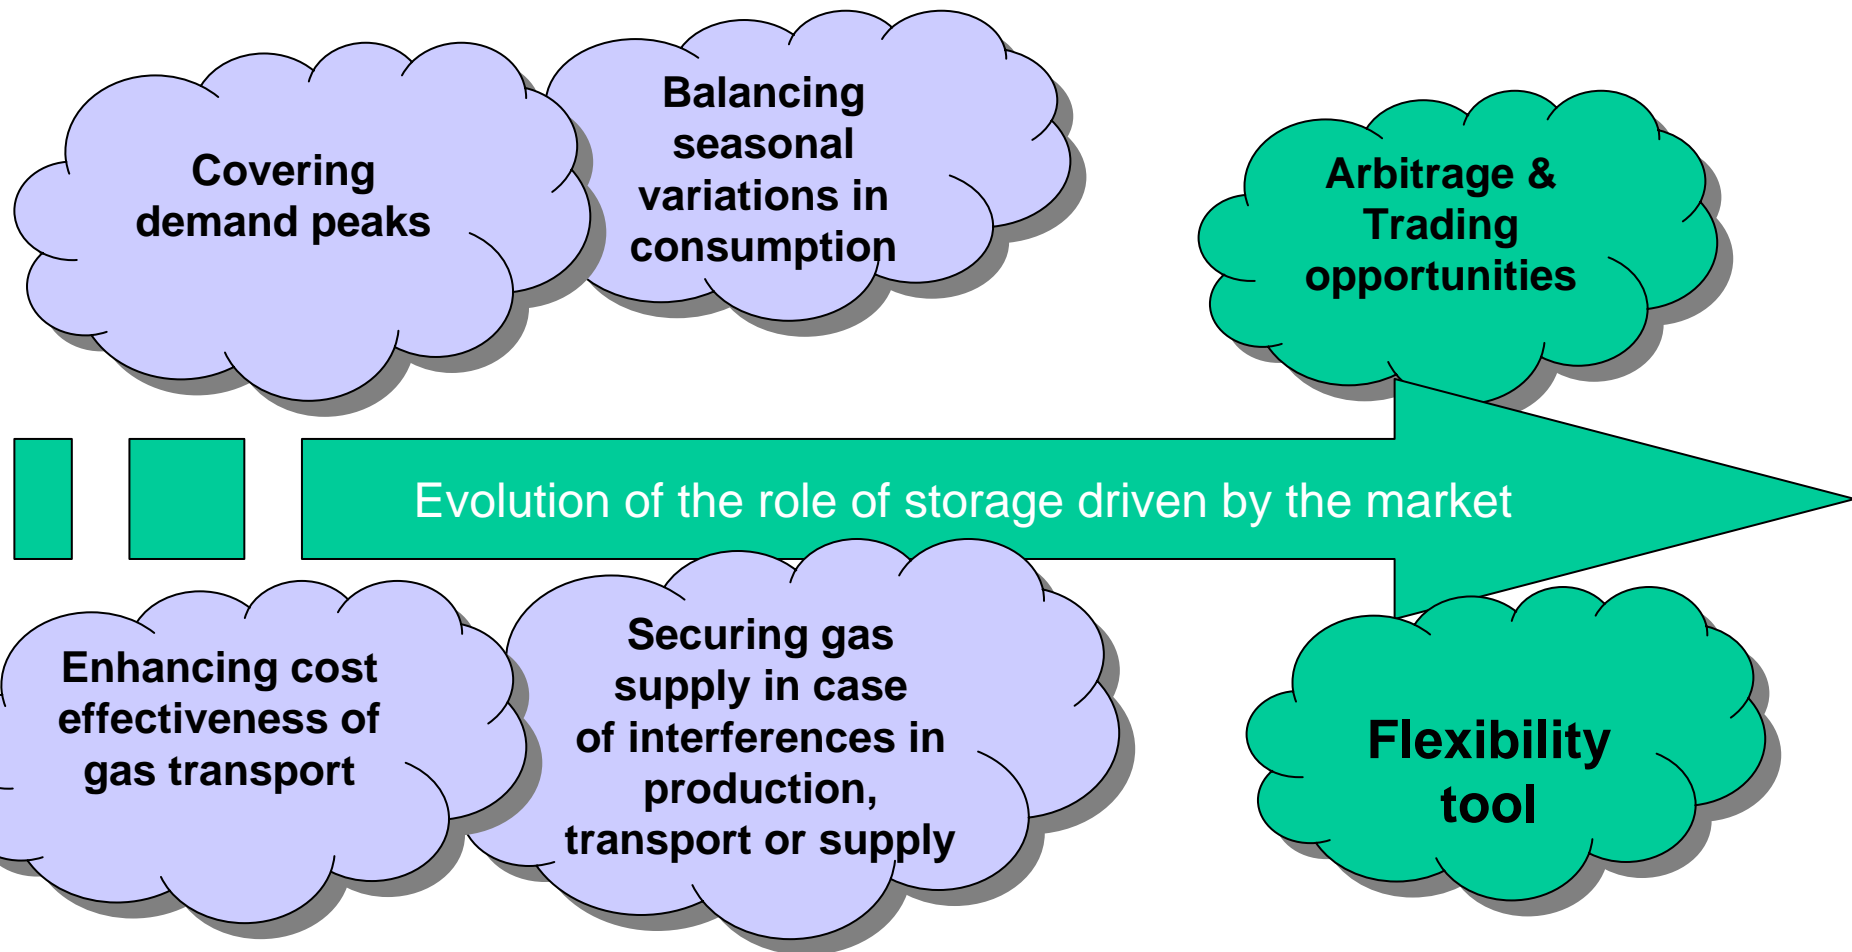 Covering
demand peaks
Balancing
seasonal
variations in
consumption
Arbitrage &
Trading
opportunities
Evolution of the role of storage driven by the market
Enhancing cost
effectiveness of
gas transport
Securing gas
supply in case
of interferences in
production,
transport or supply
Flexibility
tool